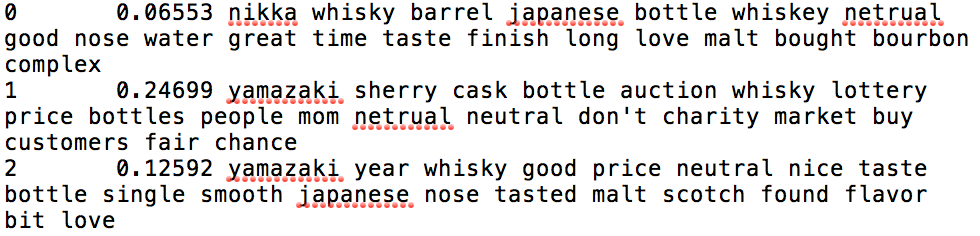 0 0.06553 nikka whisky barrel japanese bottle whiskey netrual
good nose water great time taste finish long love malt bought bourbon
complex
1 0.24699 yamazaki sherry cask bottle auction whisky lottery
price bottles people mom netrual neutral don't charity market buy
customers fair chance
2 0.12592 yamazaki year whisky good price neutral nice taste
bottle single smooth japanese nose tasted malt scotch found flavor
bit love